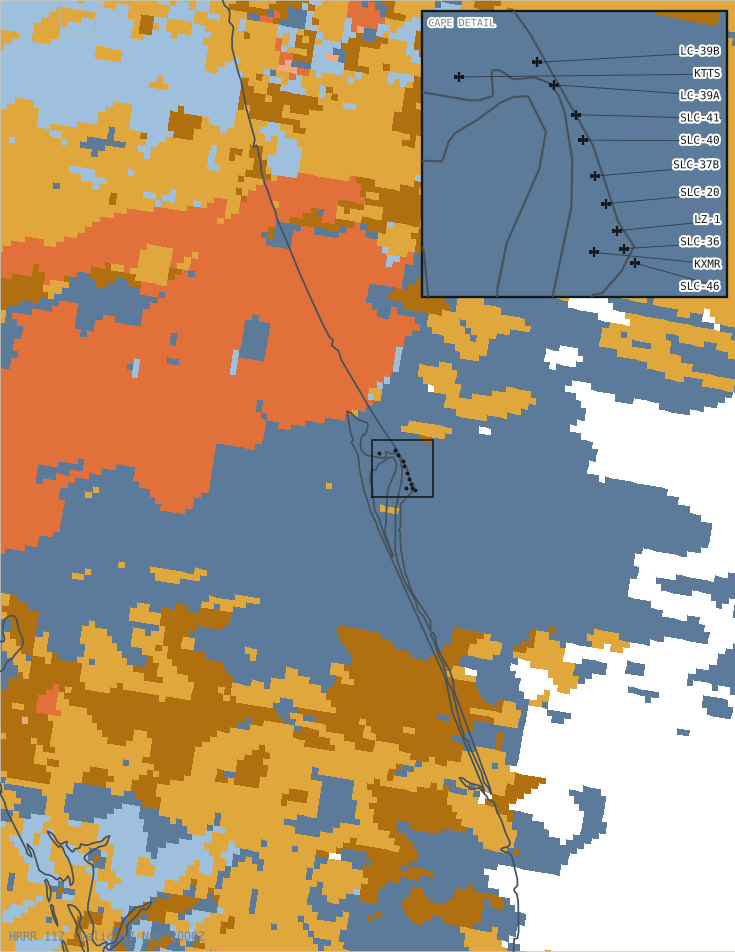 CAPE DETAIL
LC-39B
KTTS
LC-39A
SLC-41
SLC-40
SLC-37B
SLC-20
LZ-1
SLC-36
KXMR
SLC-46
HRRR 11Z